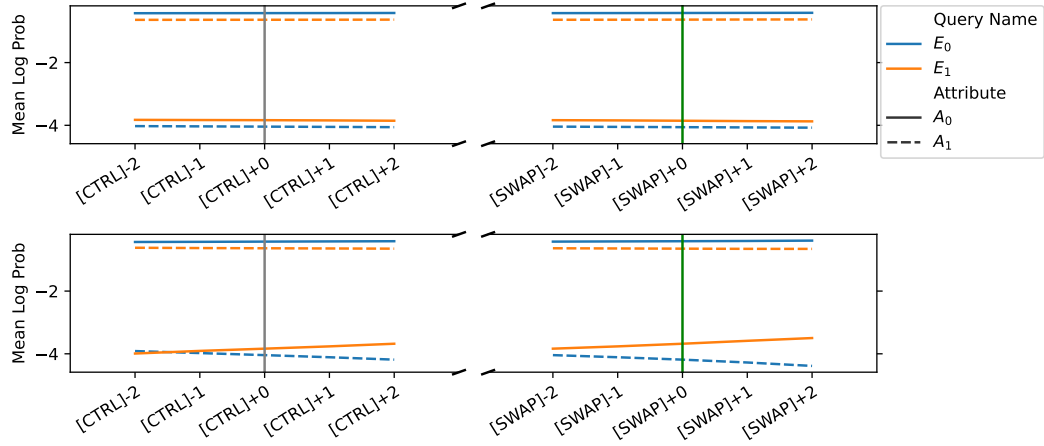 Mean Log Prob
−2
−4
[CTRL]-2
[CTRL]-1
[CTRL]+0
[CTRL]+1
[CTRL]+2
[SWAP]-2
[SWAP]-1
[SWAP]+0
[SWAP]+1
[SWAP]+2
Query Name
E₀
E₁
Attribute
A₀
A₁
Mean Log Prob
−2
−4
[CTRL]-2
[CTRL]-1
[CTRL]+0
[CTRL]+1
[CTRL]+2
[SWAP]-2
[SWAP]-1
[SWAP]+0
[SWAP]+1
[SWAP]+2